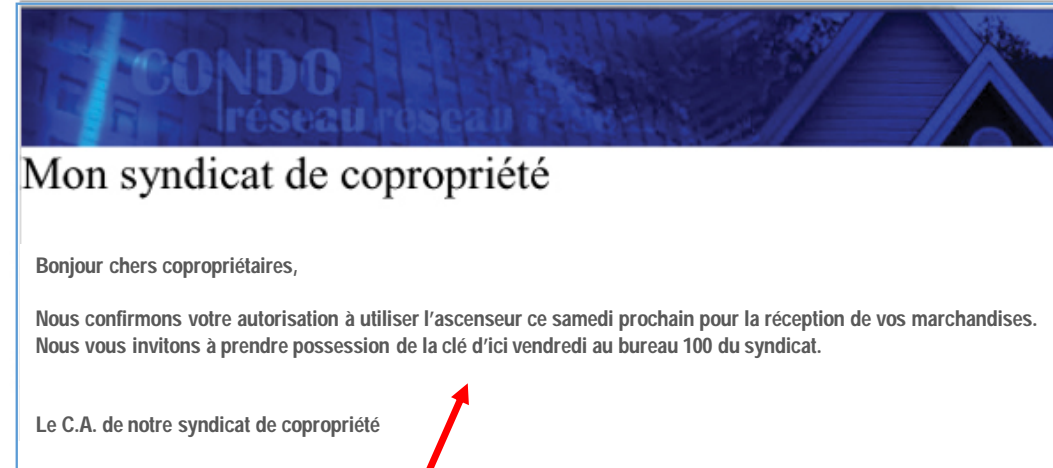 CONDO
réseau réseau réseau
Mon syndicat de copropriété
Bonjour chers copropriétaires,
Nous confirmons votre autorisation à utiliser l’ascenseur ce samedi prochain pour la réception de vos marchandises.
Nous vous invitons à prendre possession de la clé d’ici vendredi au bureau 100 du syndicat.
Le C.A. de notre syndicat de copropriété